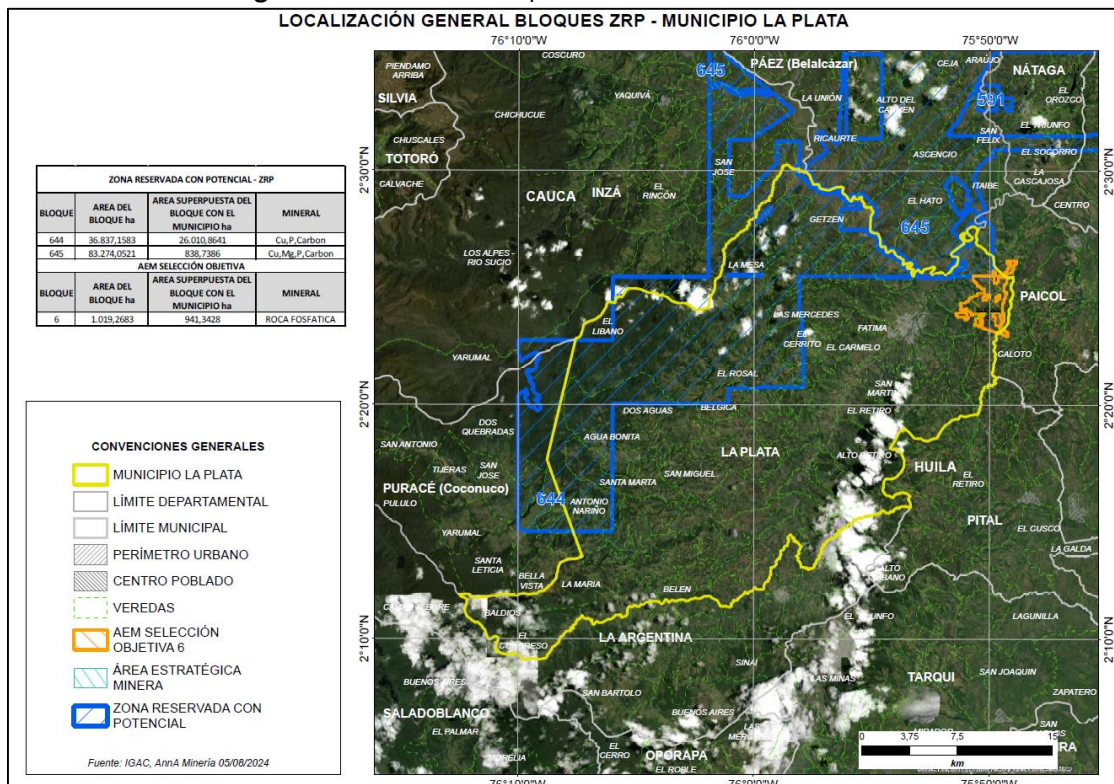 LOCALIZACIÓN GENERAL BLOQUES ZRP - MUNICIPIO LA PLATA
76°10'0"W
76°0'0"W
75°50'0"W
COSCURO
645
PÁEZ (Belalcázar)
CEJA
ARAÚJO
NÁTAGA
PIENDAMO
ARRIBA
YAQUIVÁ
LA UNIÓN
ALTO DEL
CARMEN
591
EL
OROZCO
SILVIA
CHICHUCUE
EL TRIUNFO
SAN
FELIX
CHUSCALES
RICAURTE
ASCENCIO
EL SOCORRO
TOTORÓ
SAN
JOSE
LA
CASCAJOSA
2°30'0"N
CALVACHE
CAUCA
INZÁ
EL
RINCÓN
ITAIBE
EL HATO
CENTRO
GETZEN
645
LOS ALPES -
RIO SUCIO
LA MESA
PAICOL
EL
LIBANO
LAS MERCEDES
FATIMA
EL
CERRITO
EL CARMELO
CALOTO
YARUMAL
EL ROSAL
SAN
MARTIN
2°20'0"N
DOS AGUAS
BELGICA
EL RETIRO
DOS
QUEBRADAS
SAN ANTONIO
AGUA BONITA
LA PLATA
ALTO RETIRO
HUILA
TIJERAS
SAN
JOSE
SAN MIGUEL
EL
RETIRO
PURACÉ (Coconuco)
SANTA MARTA
PULULO
644
ANTONIO
NARIÑO
PITAL
YARUMAL
EL CUSCO
LA GALDA
SANTA
LETICIA
BELLA
VISTA
LA MARIA
BELEN
BALDIOS
EL TRIUNFO
LAGUNILLA
2°10'0"N
EL
CONGRESO
LA ARGENTINA
SINAI
SAN JOAQUIN
BUENOS AIRES
LAS MINAS
TARQUI
SAN BARTOLO
ZAPATERO
SALADOBLANCO
BUENOS AIRES
EL PALMAR
EL
CERRO
OPORAPA
EL ROBLE
0 3,75 7,5 15
km
76°10'0"W
76°0'0"W
75°50'0"W
ZONA RESERVADA CON POTENCIAL - ZRP
BLOQUE AREA DEL BLOQUE ha AREA SUPERPUESTA DEL BLOQUE CON EL MUNICIPIO ha MINERAL
644 36.837,1583 26.010,8641 Cu,P,Carbon
645 83.274,0521 838,7386 Cu,Mg,P,Carbon
AEM SELECCIÓN OBJETIVA
BLOQUE AREA DEL BLOQUE ha AREA SUPERPUESTA DEL BLOQUE CON EL MUNICIPIO ha MINERAL
6 1.019,2683 941,3428 ROCA FOSFATICA
CONVENCIONES GENERALES
MUNICIPIO LA PLATA
LÍMITE DEPARTAMENTAL
LÍMITE MUNICIPAL
PERÍMETRO URBANO
CENTRO POBLADO
VEREDAS
AEM SELECCIÓN
OBJETIVA 6
ÁREA ESTRATÉGICA
MINERA
ZONA RESERVADA CON
POTENCIAL
Fuente: IGAC, AnnA Minería 05/08/2024